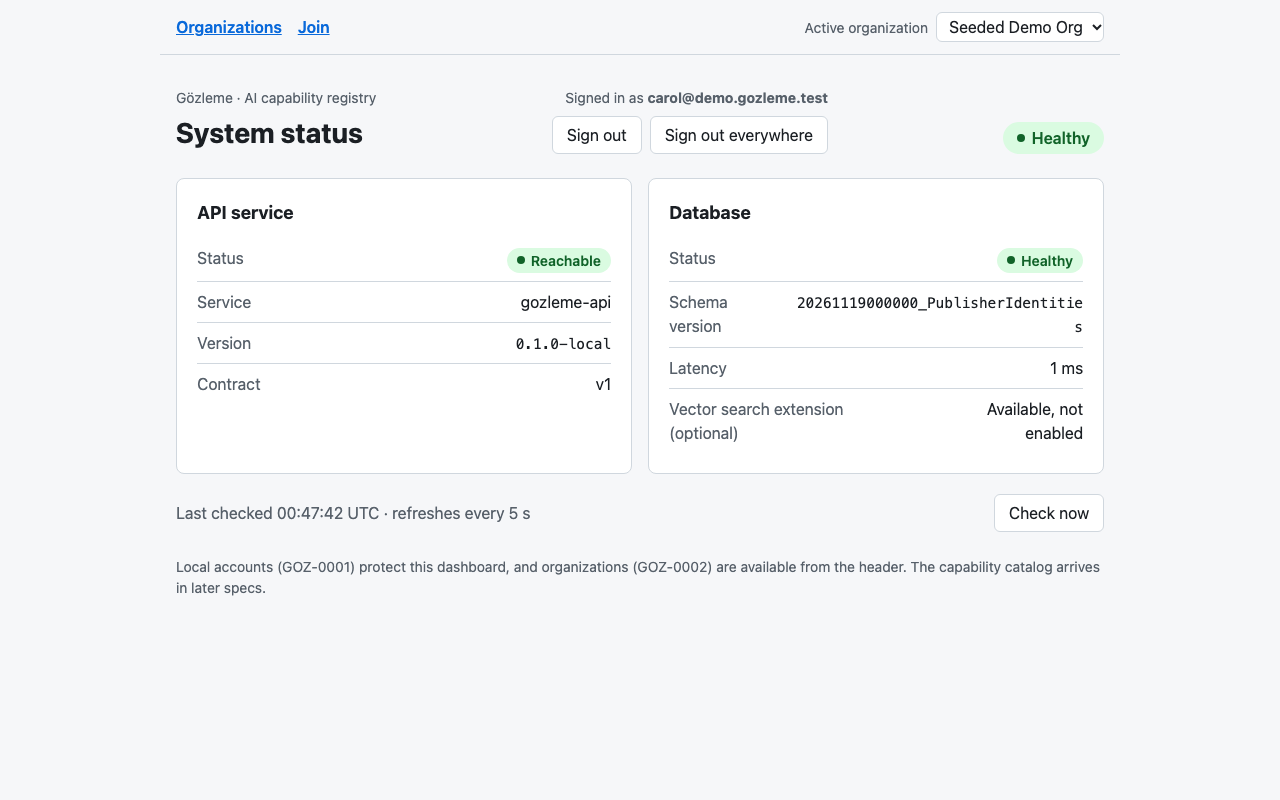 Organizations Join Active organization Seeded Demo Org
Gözleme · AI capability registry
Signed in as carol@demo.gozleme.test
System status
Sign out Sign out everywhere
Healthy
API service
Status Reachable
Service gozleme-api
Version 0.1.0-local
Contract v1
Database
Status Healthy
Schema version 20261119000000_PublisherIdentitie
s
Latency 1 ms
Vector search extension
(optional)
Available, not
enabled
Last checked 00:47:42 UTC · refreshes every 5 s
Check now
Local accounts (GOZ-0001) protect this dashboard, and organizations (GOZ-0002) are available from the header. The capability catalog arrives
in later specs.